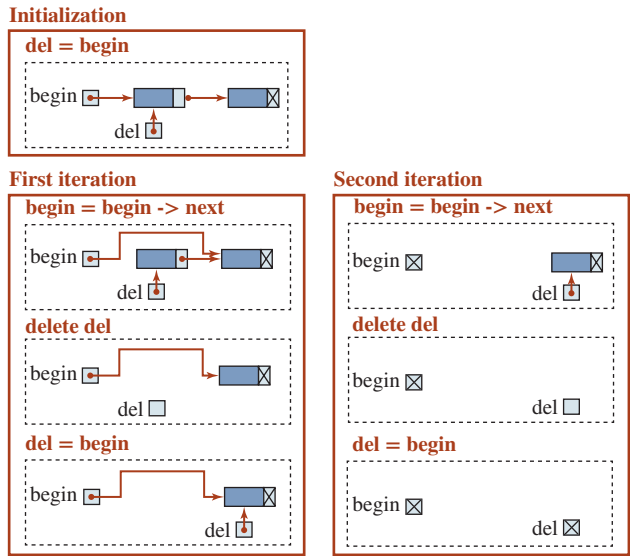 Initialization
del = begin
begin
del
First iteration
begin = begin -> next
begin
del
delete del
begin
del
del = begin
begin
del
Second iteration
begin = begin -> next
begin
del
delete del
begin
del
del = begin
begin
del